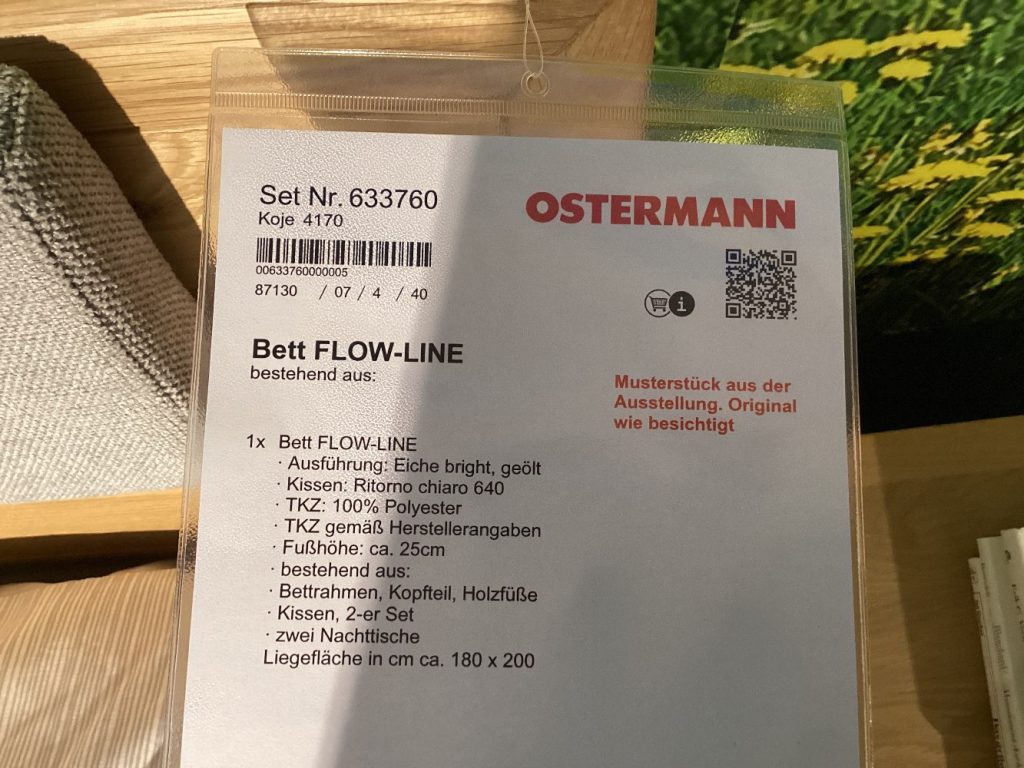 Set Nr. 633760
Koje 4170
OSTERMANN
00633760000005
87130 / 07 / 4 / 40
Bett FLOW-LINE
bestehend aus:
Musterstück aus der
Ausstellung. Original
wie besichtigt
1x Bett FLOW-LINE
· Ausführung: Eiche bright, geölt
· Kissen: Ritorno chiaro 640
· TKZ: 100% Polyester
· TKZ gemäß Herstellerangaben
· Fußhöhe: ca. 25cm
· bestehend aus:
· Bettrahmen, Kopfteil, Holzfüße
· Kissen, 2-er Set
· zwei Nachttische
Liegefläche in cm ca. 180 x 200